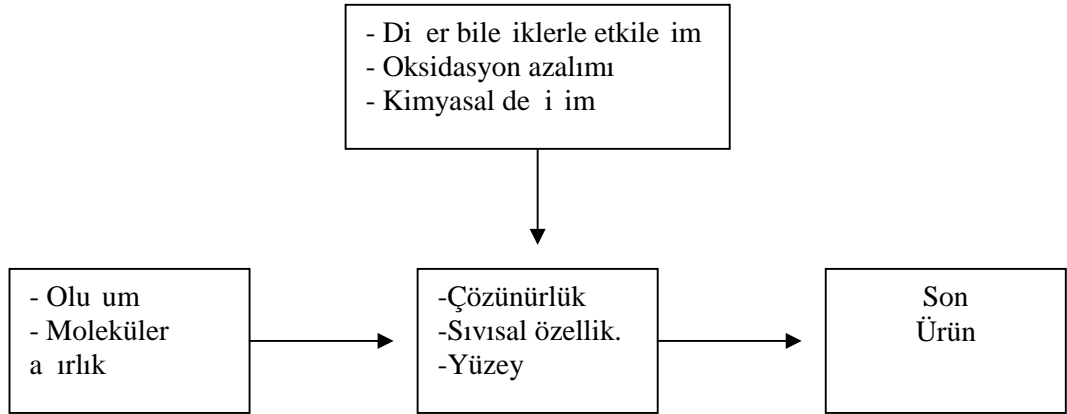 - Di er bile iklerle etkile im
- Oksidasyon azalımı
- Kimyasal de i im
- Olu um
- Moleküler
a ırlık
-Çözünürlük
-Sıvısal özellik.
-Yüzey
Son
Ürün